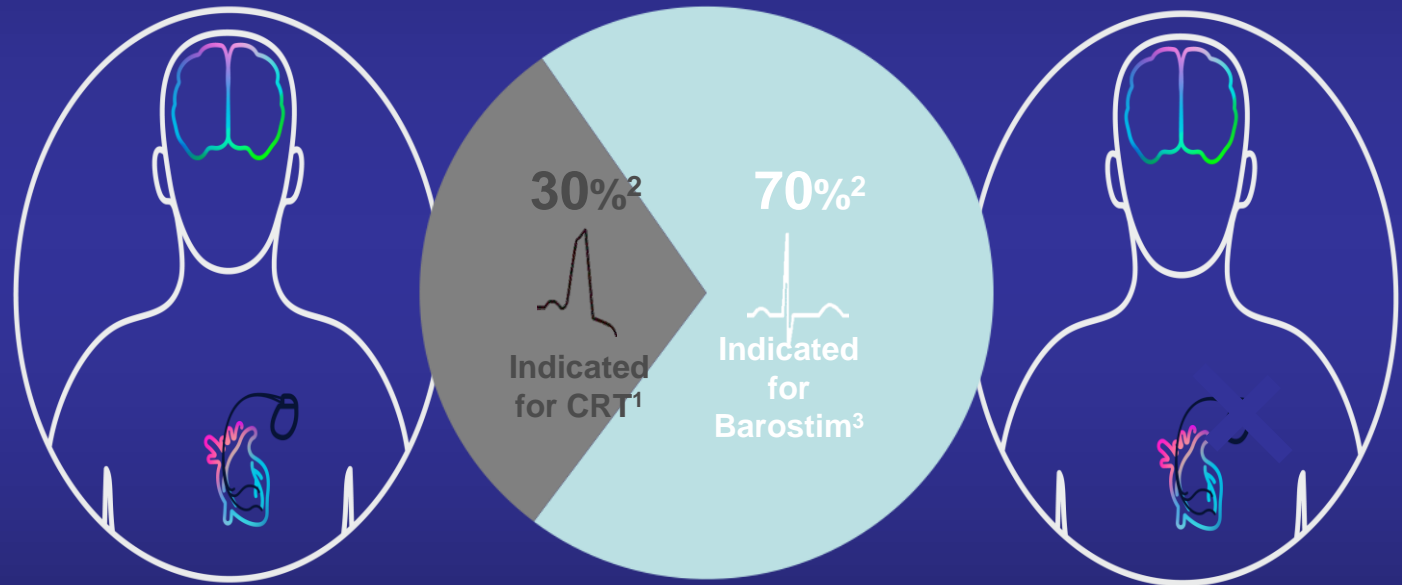 30%²
Indicated
for CRT¹
70%²
Indicated
for
Barostim³